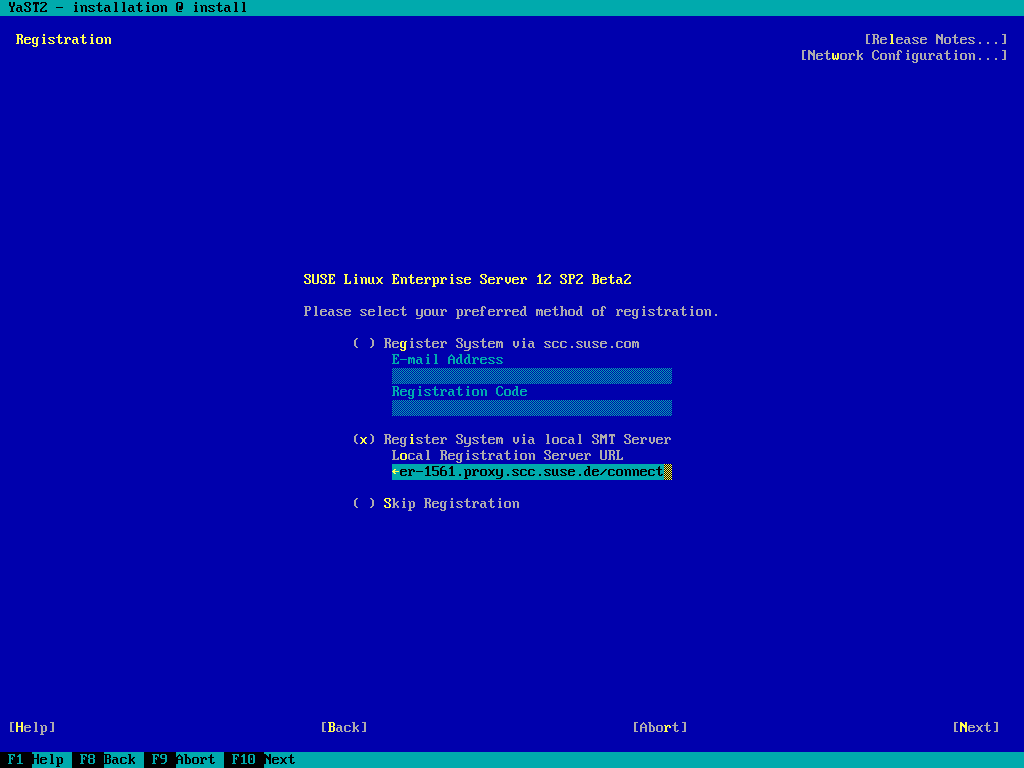 YaST2 - installation @ install
Registration
[Release Notes...]
[Network Configuration...]
SUSE Linux Enterprise Server 12 SP2 Beta2
Please select your preferred method of registration.
( ) Register System via scc.suse.com
E-mail Address
Registration Code
(x) Register System via local SMT Server
Local Registration Server URL
←er-1561.proxy.scc.suse.de/connect
( ) Skip Registration
[Help] [Back] [Abort] [Next]
F1 Help F8 Back F9 Abort F10 Next